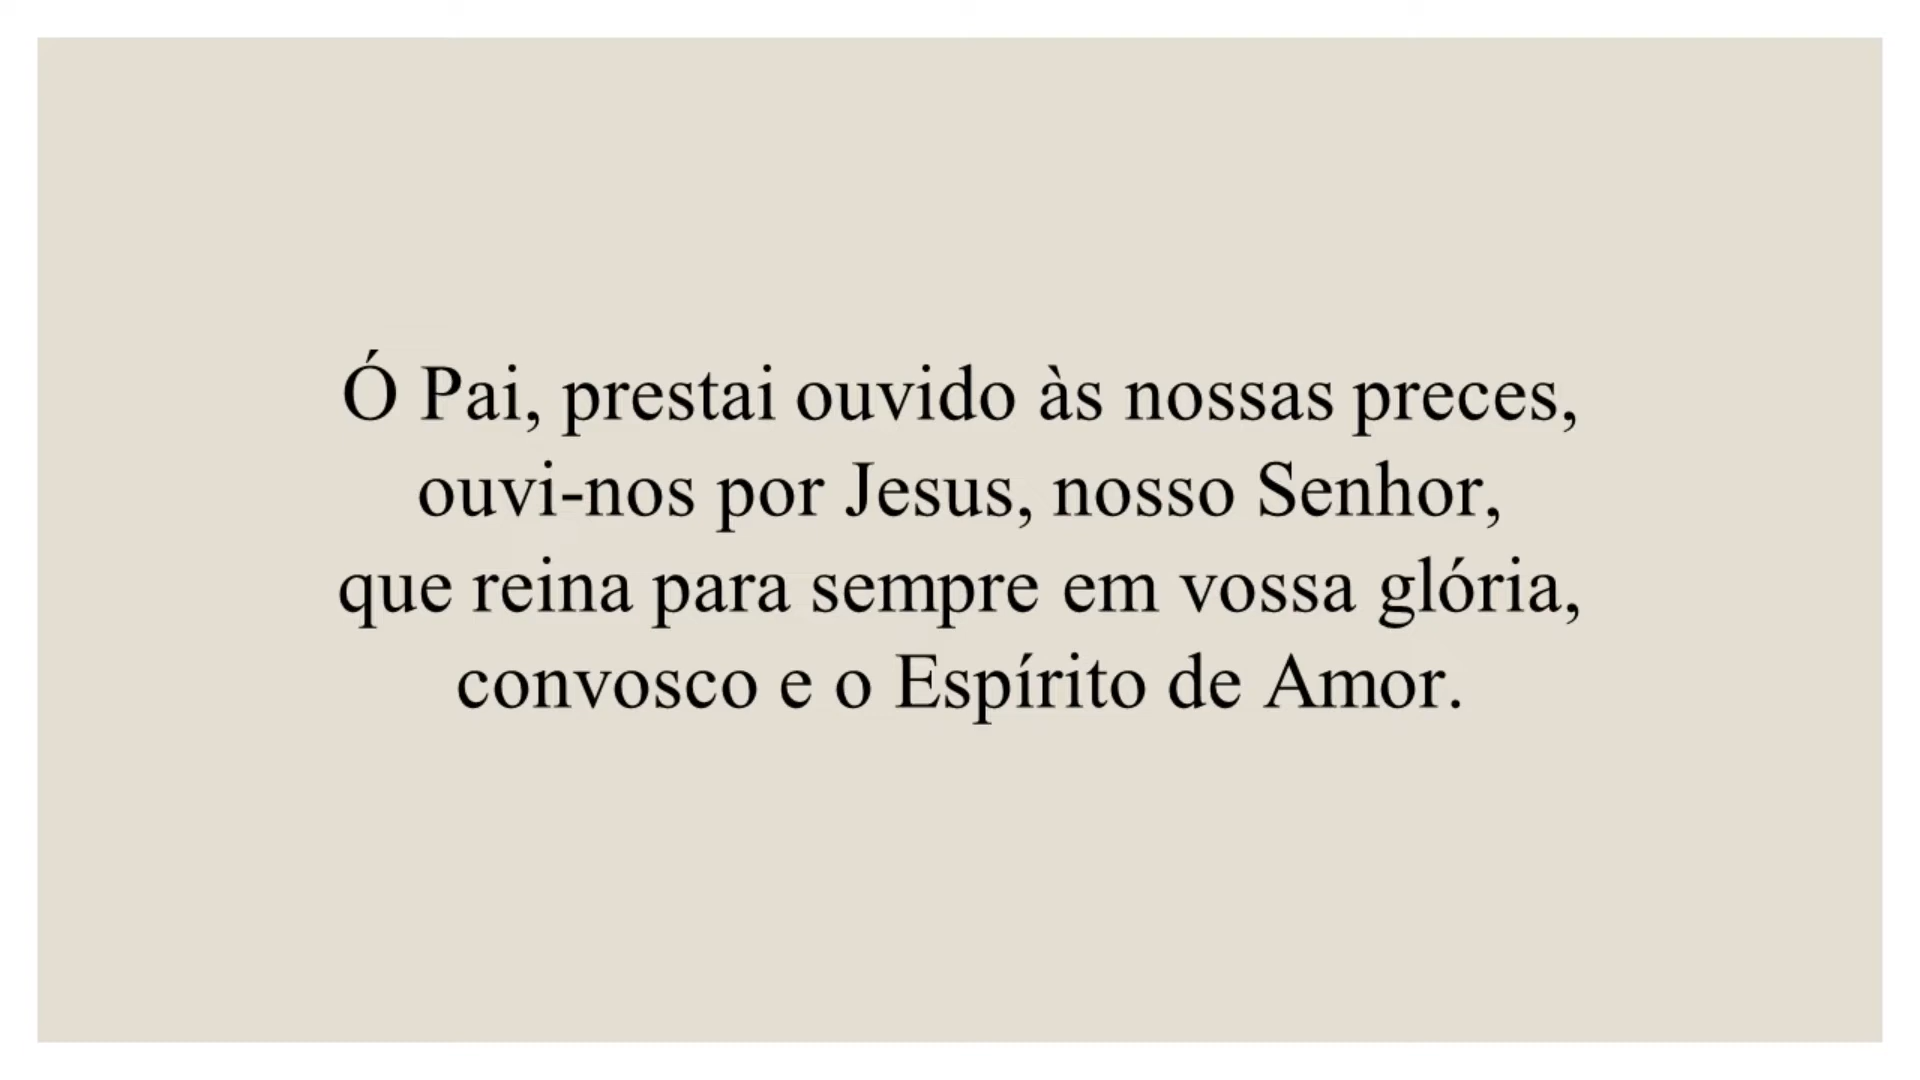 Ó Pai, prestai ouvido às nossas preces,
ouvi-nos por Jesus, nosso Senhor,
que reina para sempre em vossa glória,
convosco e o Espírito de Amor.